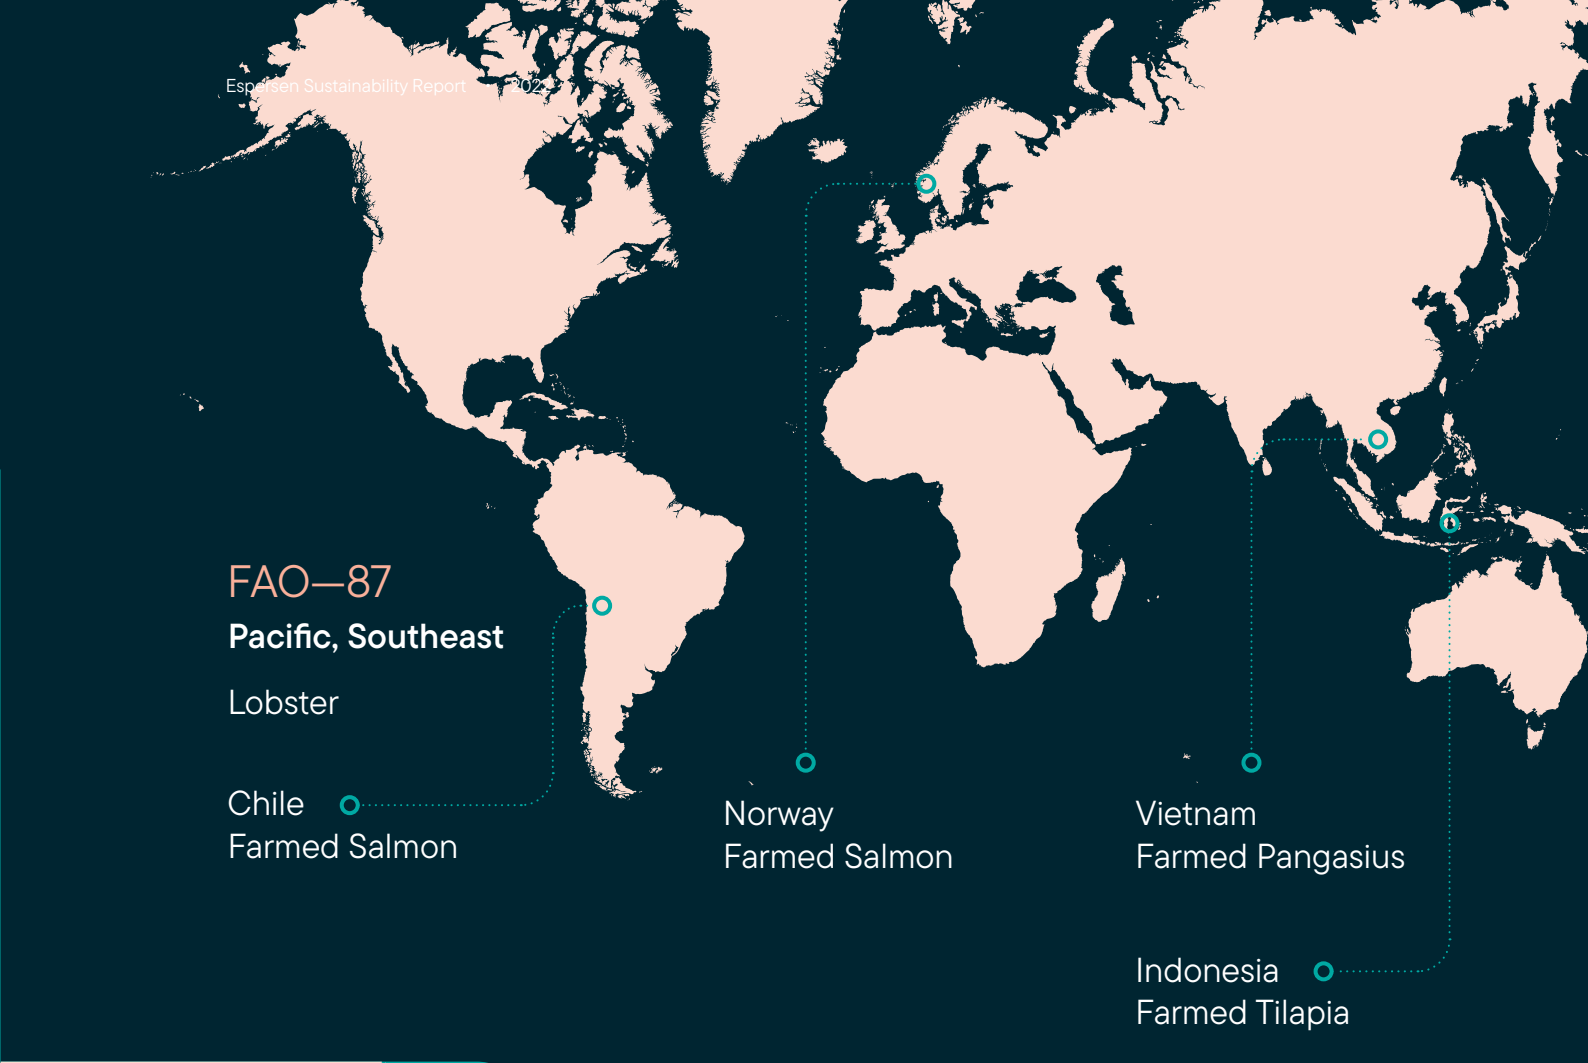 Espersen Sustainability Report
FAO—87
Pacific, Southeast
Lobster
Chile
Farmed Salmon
Norway
Farmed Salmon
Vietnam
Farmed Pangasius
Indonesia
Farmed Tilapia